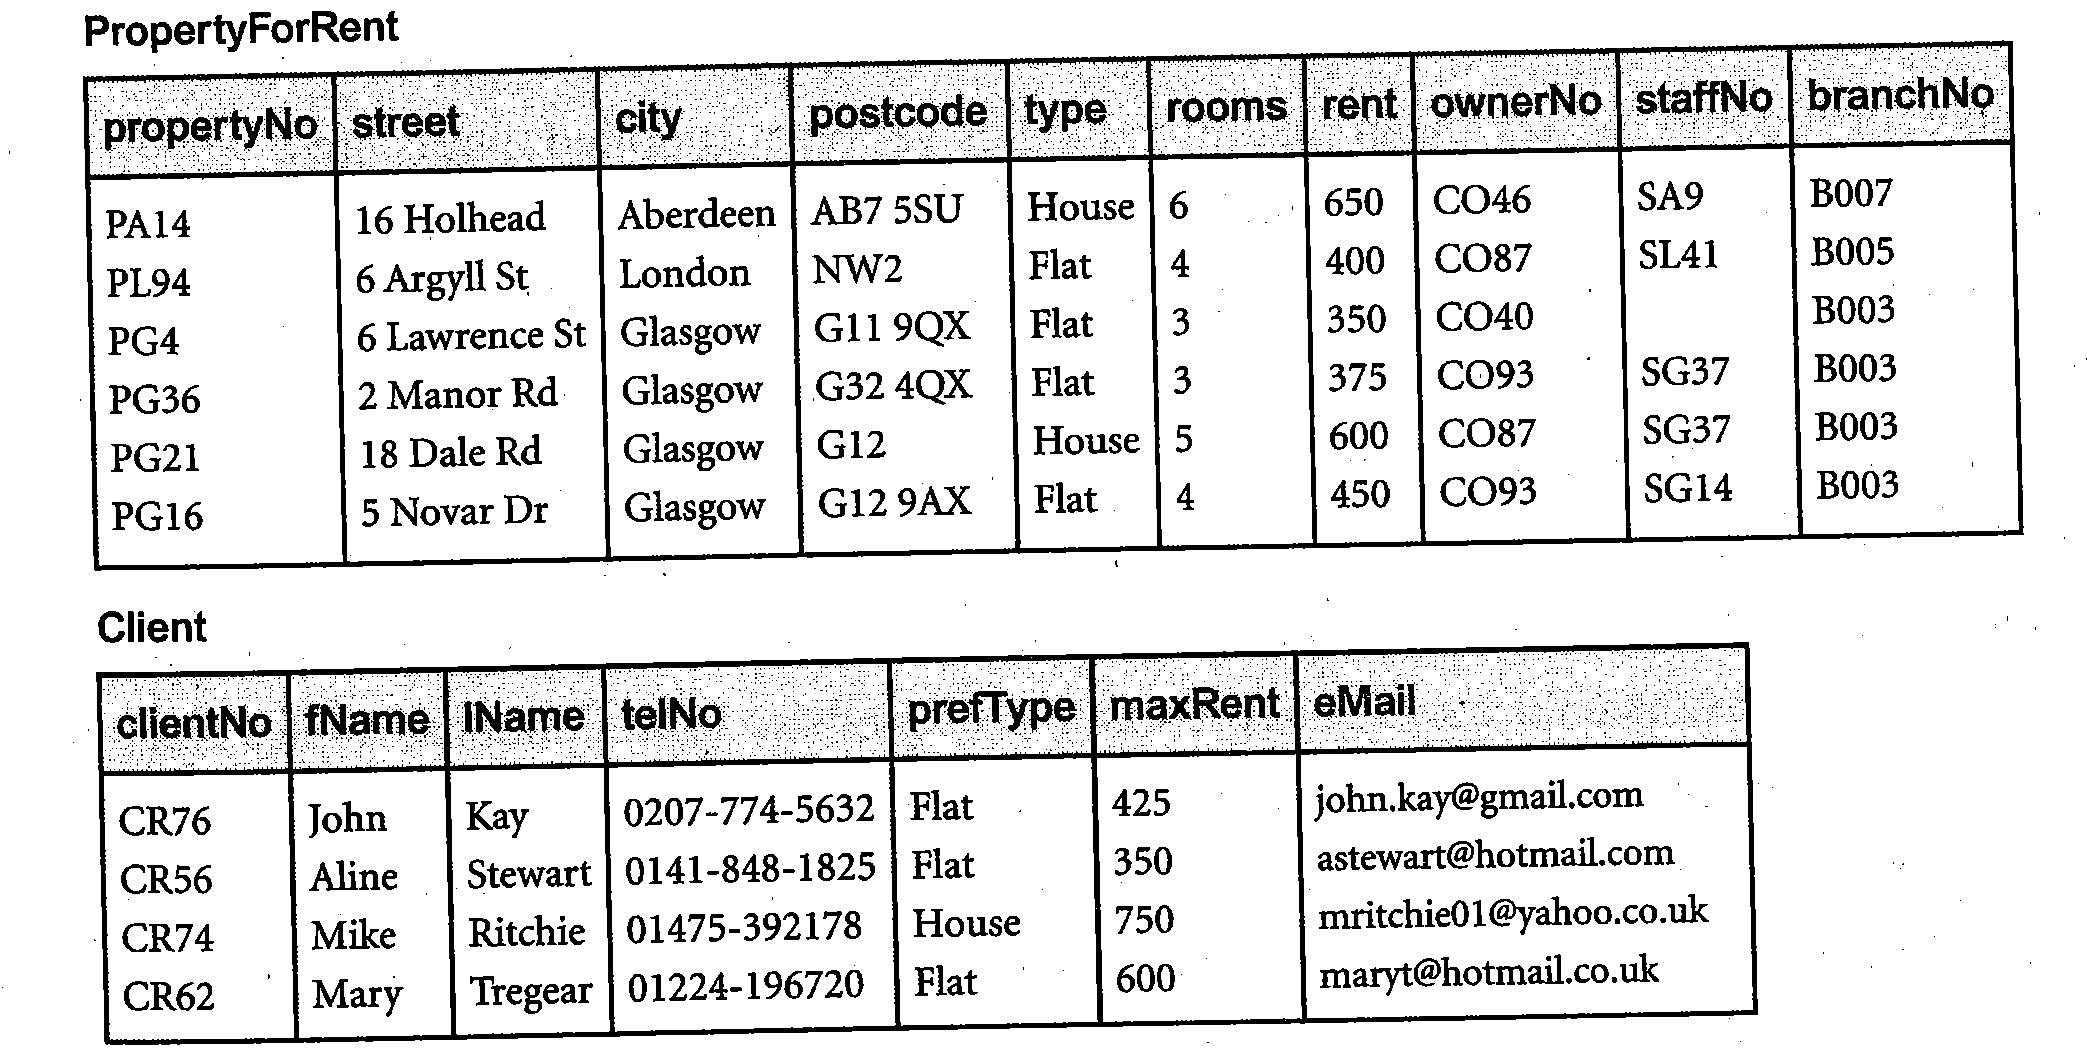 PropertyForRent
propertyNo street city postcode type rooms rent ownerNo staffNo branchNo
PA14 16 Holhead Aberdeen AB7 5SU House 6 650 CO46 SA9 B007
PL94 6 Argyll St London NW2 Flat 4 400 CO87 SL41 B005
PG4 6 Lawrence St Glasgow G11 9QX Flat 3 350 CO40 B003
PG36 2 Manor Rd Glasgow G32 4QX Flat 3 375 CO93 SG37 B003
PG21 18 Dale Rd Glasgow G12 House 5 600 CO87 SG37 B003
PG16 5 Novar Dr Glasgow G12 9AX Flat 4 450 CO93 SG14 B003
Client
clientNo fName lName telNo prefType maxRent eMail
CR76 John Kay 0207-774-5632 Flat 425 john.kay@gmail.com
CR56 Aline Stewart 0141-848-1825 Flat 350 astewart@hotmail.com
CR74 Mike Ritchie 01475-392178 House 750 mritchie01@yahoo.co.uk
CR62 Mary Tregear 01224-196720 Flat 600 maryt@hotmail.co.uk